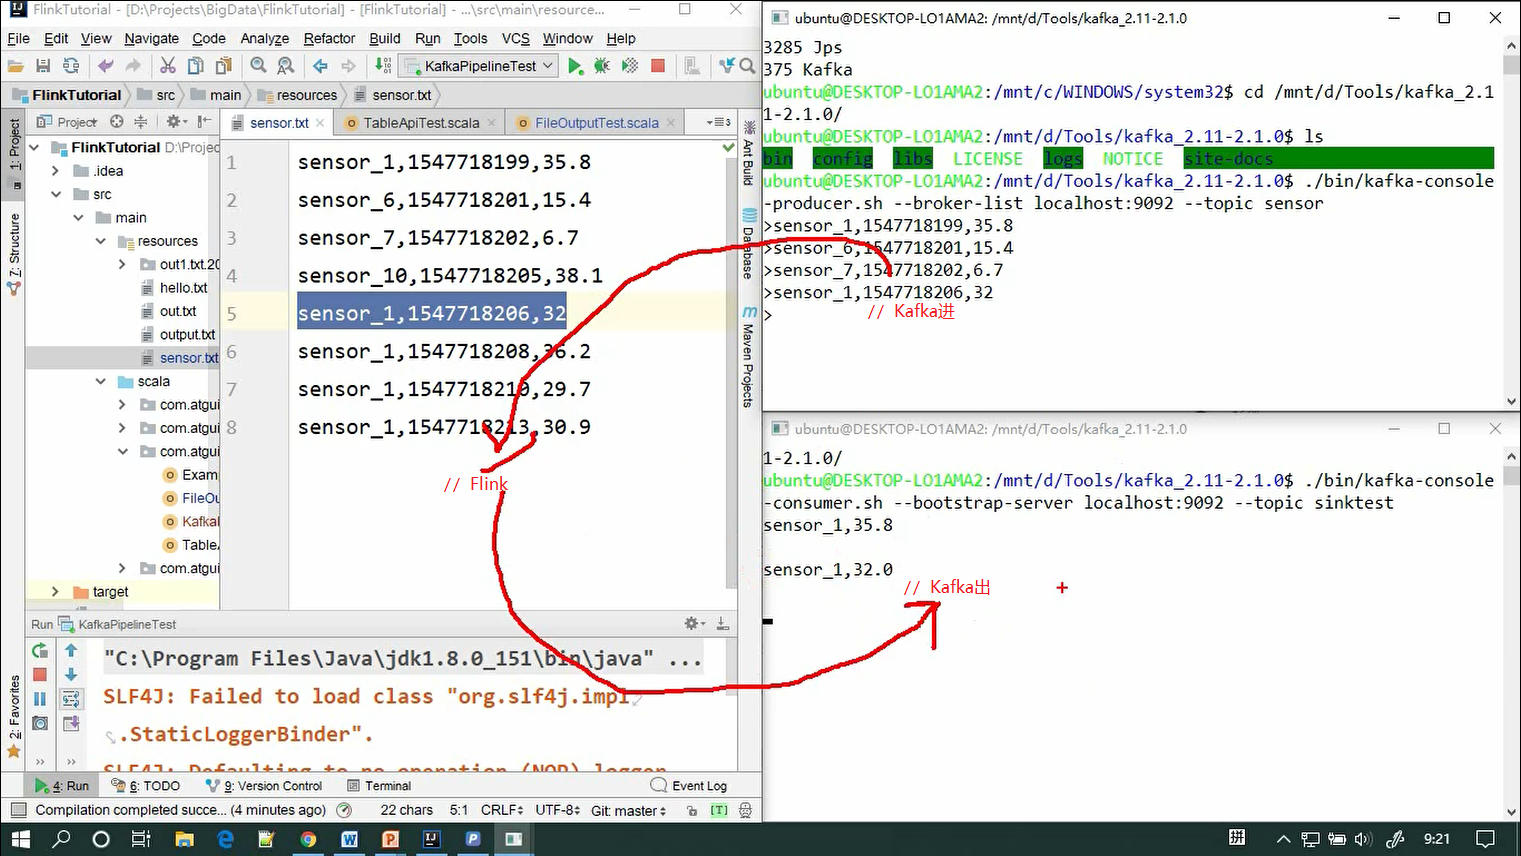 FlinkTutorial - [D:\Projects\BigData\FlinkTutorial] - [FlinkTutorial] - ...\src\main\resource...
File Edit View Navigate Code Analyze Refactor Build Run Tools VCS Window Help
KafkaPipelineTest
FlinkTutorial src main resources sensor.txt
1: Project
7: Structure
2: Favorites
Project
FlinkTutorial D:\Projec
.idea
src
main
resources
out1.txt.20
hello.txt
out.txt
output.txt
sensor.txt
scala
com.atgui
com.atgui
com.atgui
Exam
FileOu
Kafkal
TableA
com.atgui
target
sensor.txt TableApiTest.scala FileOutputTest.scala
1 sensor_1,1547718199,35.8
2 sensor_6,1547718201,15.4
3 sensor_7,1547718202,6.7
4 sensor_10,1547718205,38.1
5 sensor_1,1547718206,32
6 sensor_1,1547718208,36.2
7 sensor_1,1547718210,29.7
8 sensor_1,1547718213,30.9
// Flink
Ant Build
Database
Maven Projects
Run KafkaPipelineTest
"C:\Program Files\Java\jdk1.8.0_151\bin\java" ...
SLF4J: Failed to load class "org.slf4j.impl
.StaticLoggerBinder".
SLF4J: Defaulting to no-operation (NOP) logger
4: Run 6: TODO 9: Version Control Terminal Event Log
Compilation completed succe... (4 minutes ago) 22 chars 5:1 CRLF UTF-8 Git: master [T]
ubuntu@DESKTOP-LO1AMA2: /mnt/d/Tools/kafka_2.11-2.1.0
3285 Jps
375 Kafka
ubuntu@DESKTOP-LO1AMA2:/mnt/c/WINDOWS/system32$ cd /mnt/d/Tools/kafka_2.1
1-2.1.0/
ubuntu@DESKTOP-LO1AMA2:/mnt/d/Tools/kafka_2.11-2.1.0$ ls
bin config libs LICENSE logs NOTICE site-docs
ubuntu@DESKTOP-LO1AMA2:/mnt/d/Tools/kafka_2.11-2.1.0$ ./bin/kafka-console
-producer.sh --broker-list localhost:9092 --topic sensor
>sensor_1,1547718199,35.8
>sensor_6,1547718201,15.4
>sensor_7,1547718202,6.7
>sensor_1,1547718206,32
>
// Kafka进
ubuntu@DESKTOP-LO1AMA2: /mnt/d/Tools/kafka_2.11-2.1.0
1-2.1.0/
ubuntu@DESKTOP-LO1AMA2:/mnt/d/Tools/kafka_2.11-2.1.0$ ./bin/kafka-console
-consumer.sh --bootstrap-server localhost:9092 --topic sinktest
sensor_1,35.8
sensor_1,32.0
// Kafka出
拼 9:21